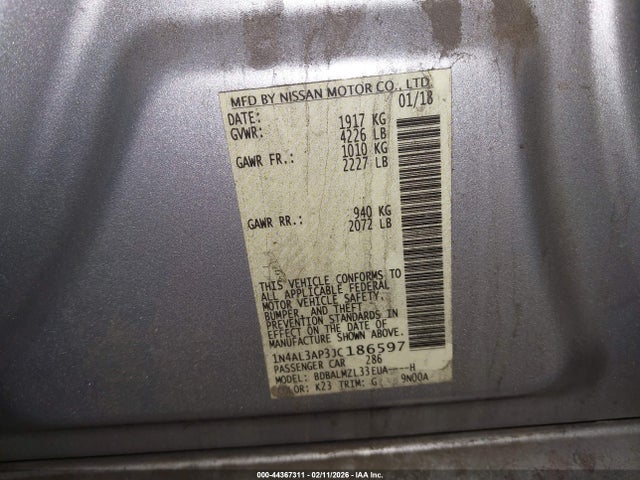 MFD BY NISSAN MOTOR CO., LTD.
DATE: 01/18
GVWR: 1917 KG
4226 LB
GAWR FR.: 1010 KG
2227 LB
GAWR RR.: 940 KG
2072 LB
THIS VEHICLE CONFORMS TO
ALL APPLICABLE FEDERAL
MOTOR VEHICLE SAFETY,
BUMPER, AND THEFT
PREVENTION STANDARDS
IN EFFECT ON THE DATE OF
MANUFACTURE SHOWN ABOVE.
1N4AL3AP3JC186597
PASSENGER CAR 286
MODEL: BDBALMZL33EUA----H
COLOR: K23 TRIM: G 9N00A
000-44367311 - 02/11/2026 - IAA Inc.